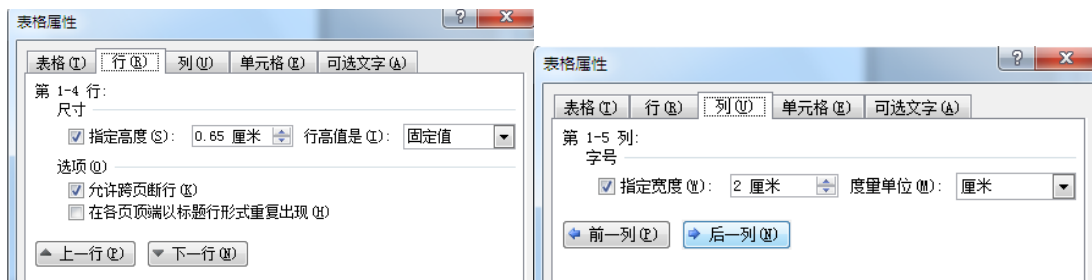 表格属性
表格(T) 行(R) 列(U) 单元格(E) 可选文字(A)
第 1-4 行:
尺寸
指定高度(S): 0.65 厘米 行高值是(I): 固定值
选项(O)
允许跨页断行(K)
在各页顶端以标题行形式重复出现(H)
上一行(P) 下一行(N)
表格属性
表格(T) 行(R) 列(U) 单元格(E) 可选文字(A)
第 1-5 列:
字号
指定宽度(W): 2 厘米 度量单位(M): 厘米
前一列(P) 后一列(N)